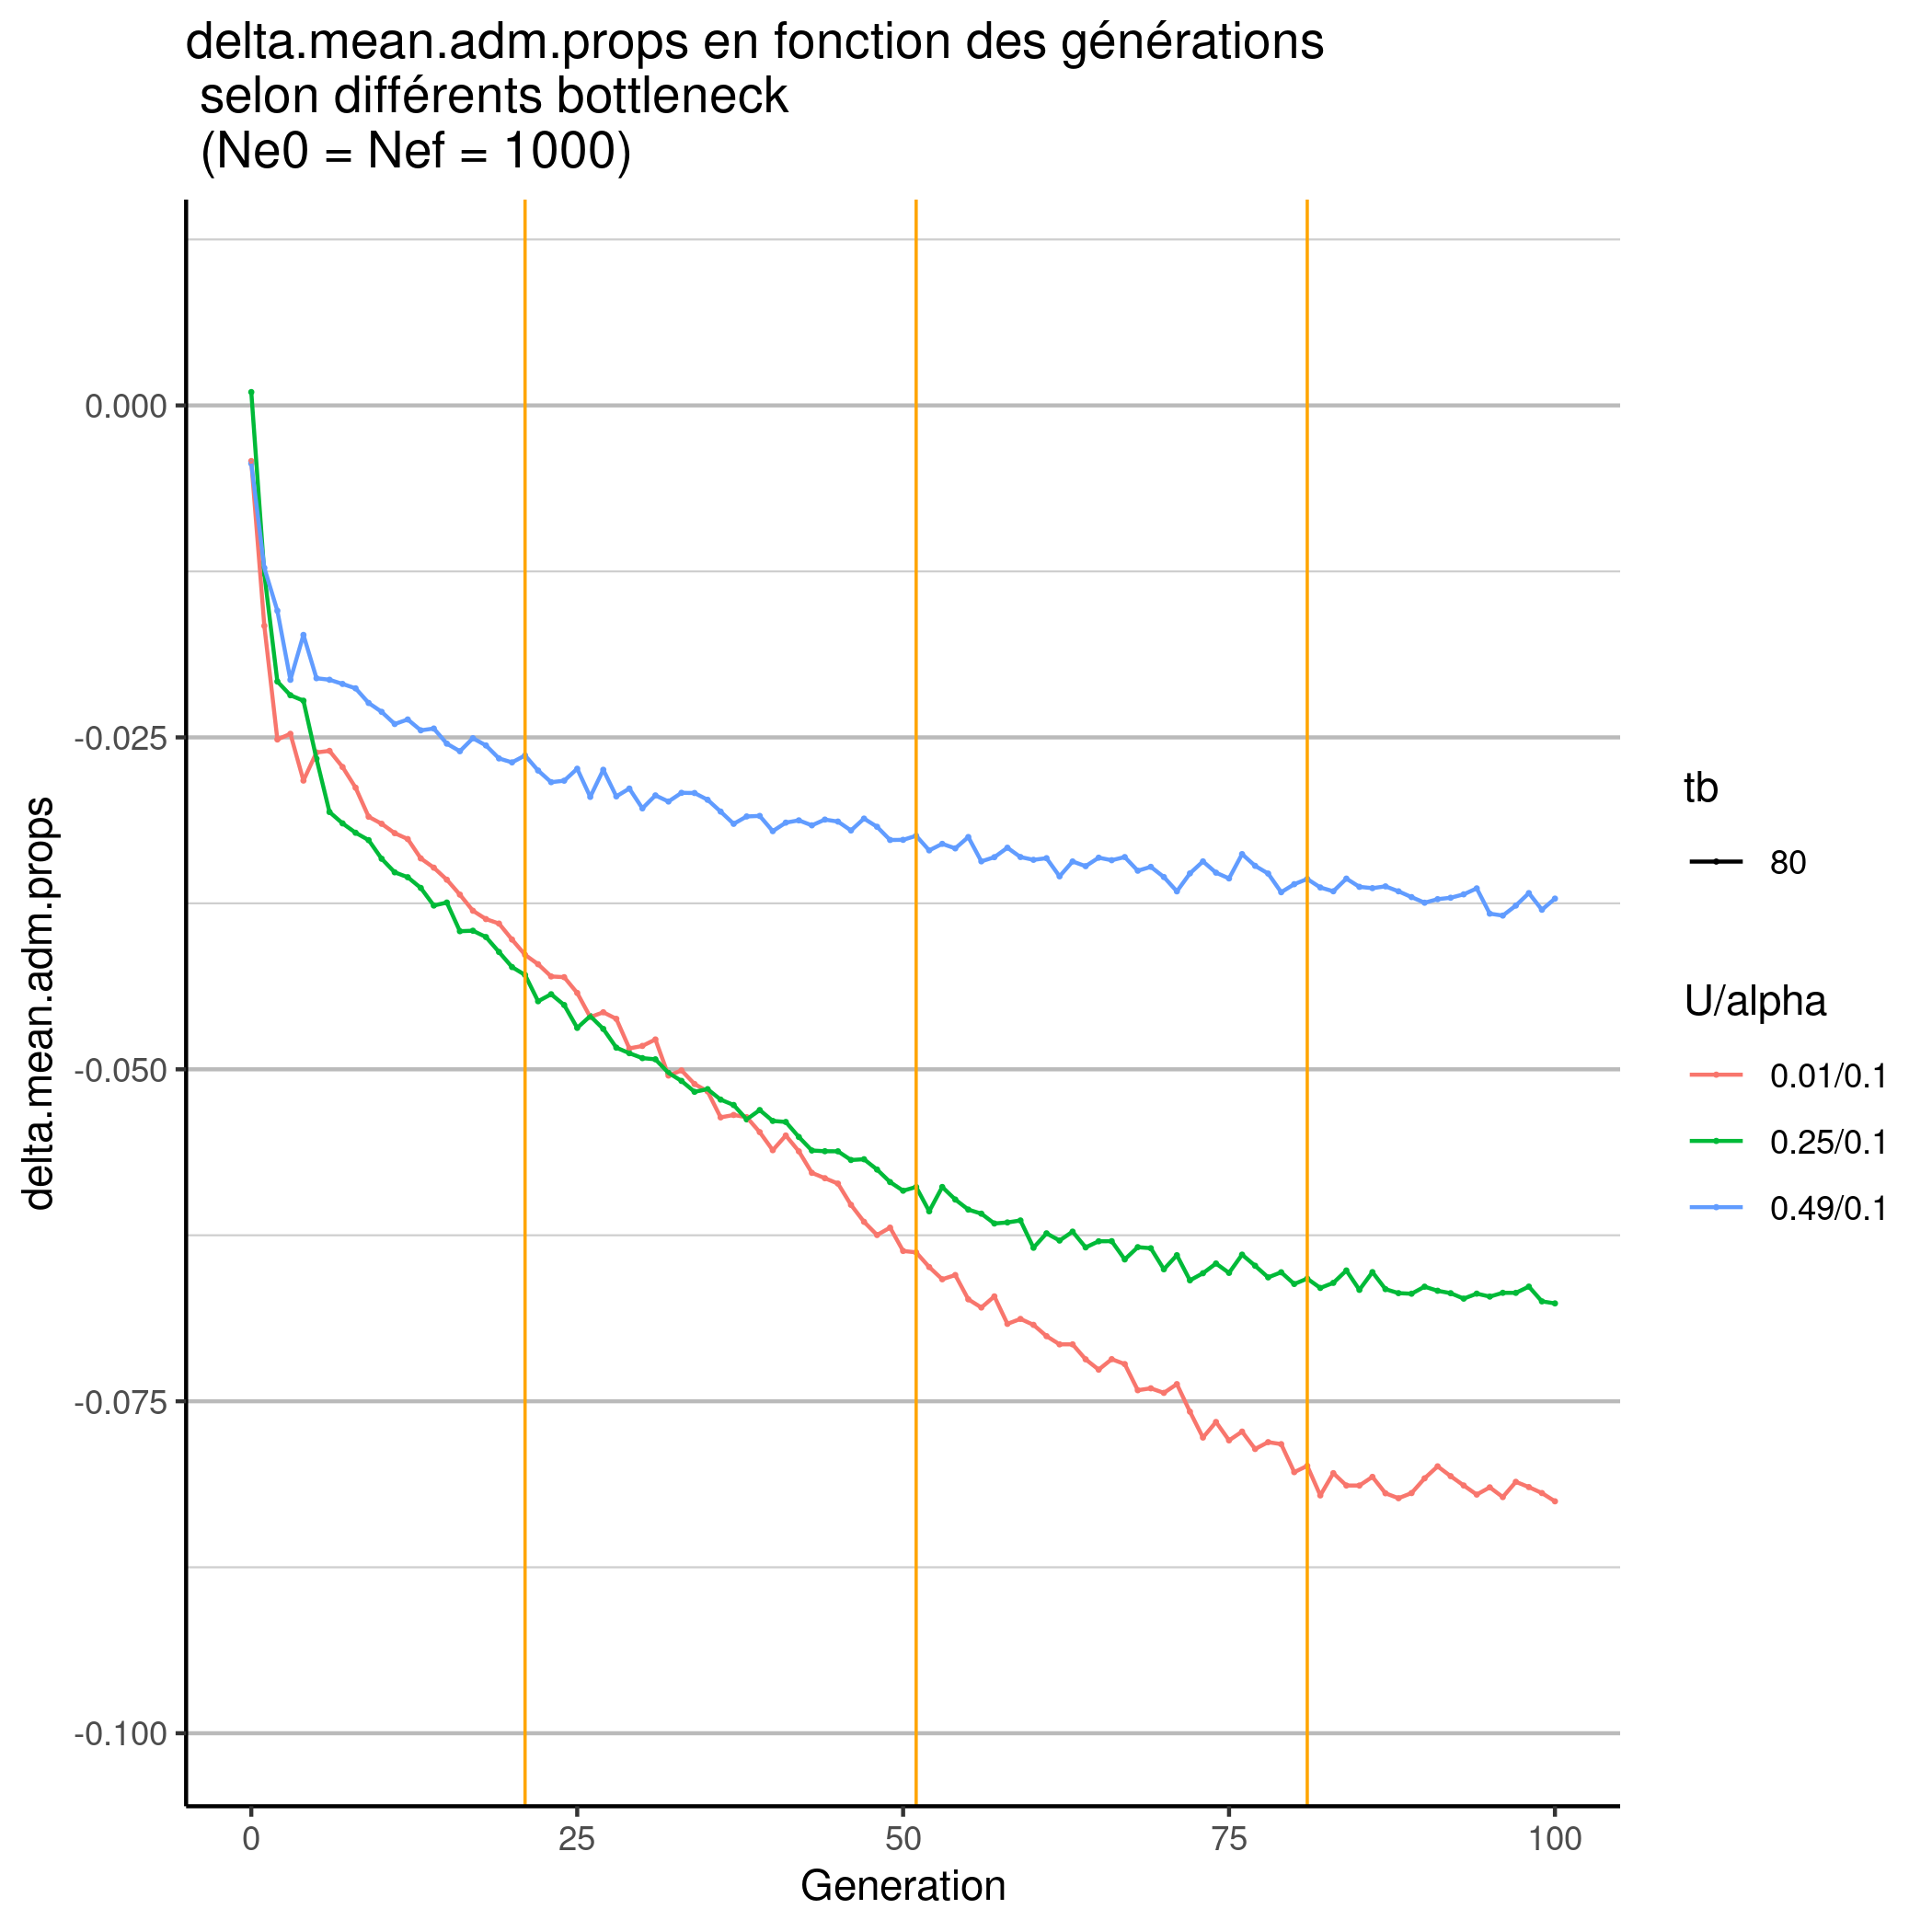 delta.mean.adm.props en fonction des générations
selon différents bottleneck
(Ne0 = Nef = 1000)
delta.mean.adm.props
0.000
-0.025
-0.050
-0.075
-0.100
0
25
50
75
100
Generation
tb
80
U/alpha
0.01/0.1
0.25/0.1
0.49/0.1